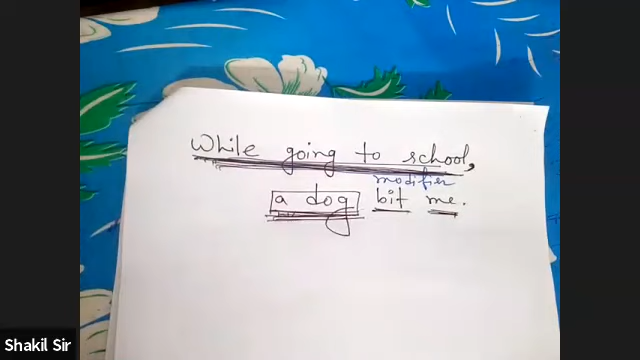 While going to school,
modifier
a dog bit me.
Shakil Sir